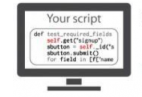 Your script
def test_required_fields
self.get("signup")
sbutton = self._id("s
sbutton.submit()
for field in [f['name